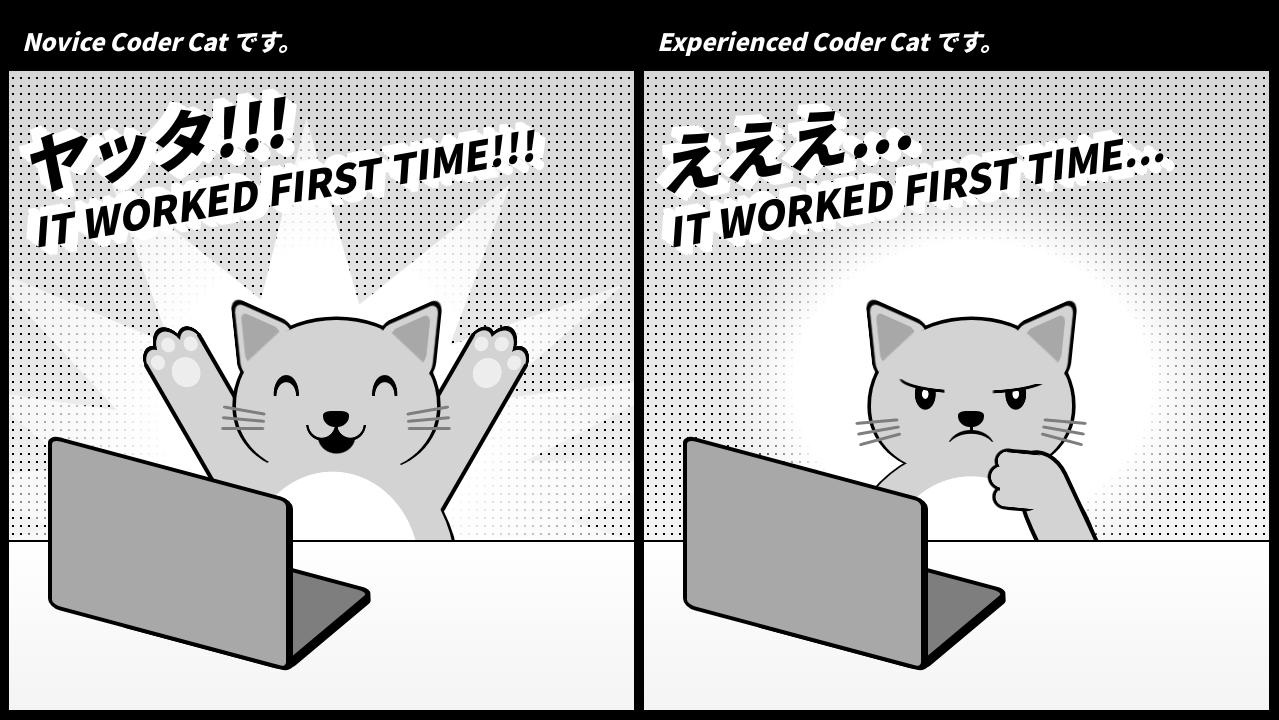 Novice Coder Cat です。
ヤッタ!!!
IT WORKED FIRST TIME!!!
Experienced Coder Cat です。
えええ...
IT WORKED FIRST TIME...